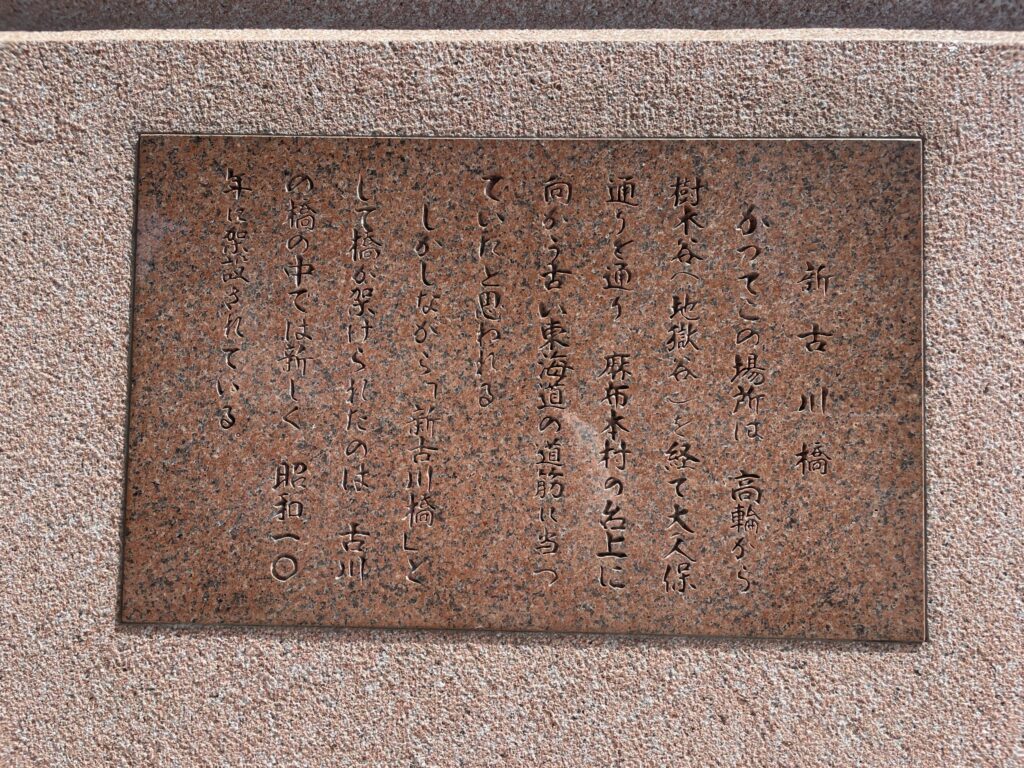 新古川橋
かつてこの場所は 高輪から
樹木谷(地獄谷)を経て大久保
通りを通り 麻布本村の台上に
向かう古い東海道の道筋に当っ
ていたと思われる
しかしながら「新古川橋」と
して橋が架けられたのは 古川
の橋の中では新しく 昭和一〇
年に架設されている